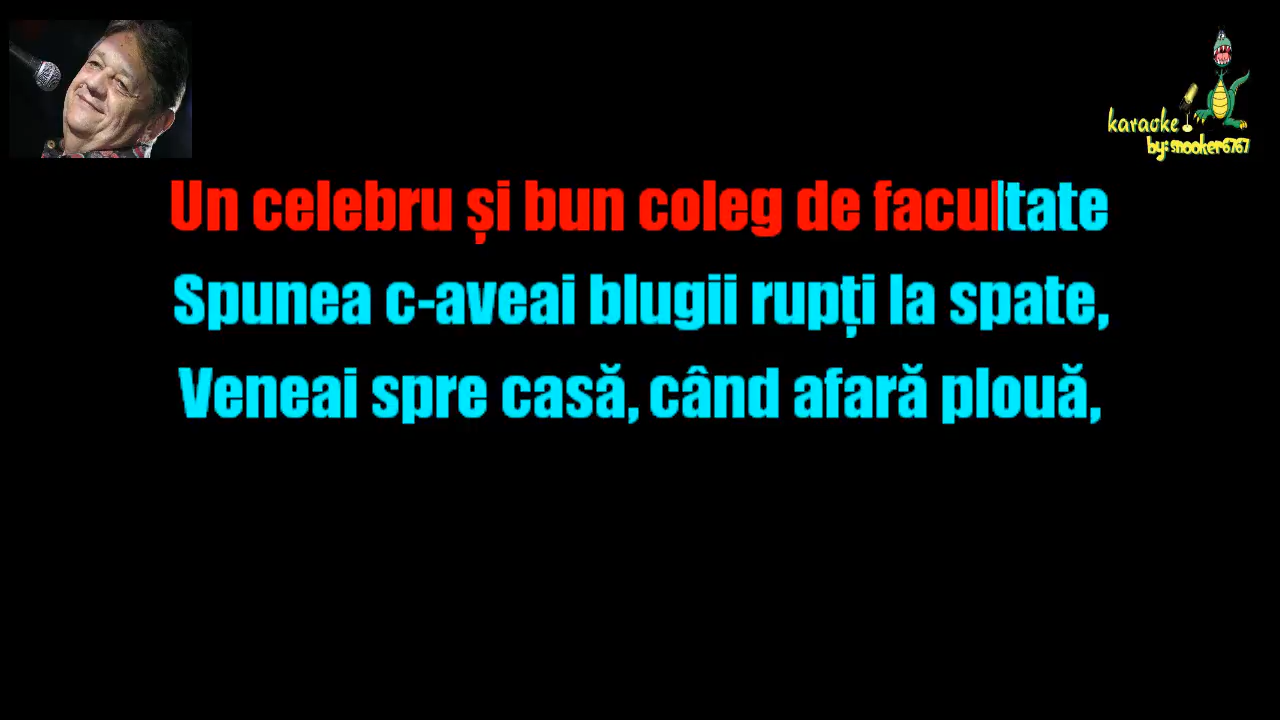 karaoke
by: snooker6767
Un celebru și bun coleg de facultate
Spunea c-aveai blugii rupți la spate,
Veneai spre casă, când afară plouă,